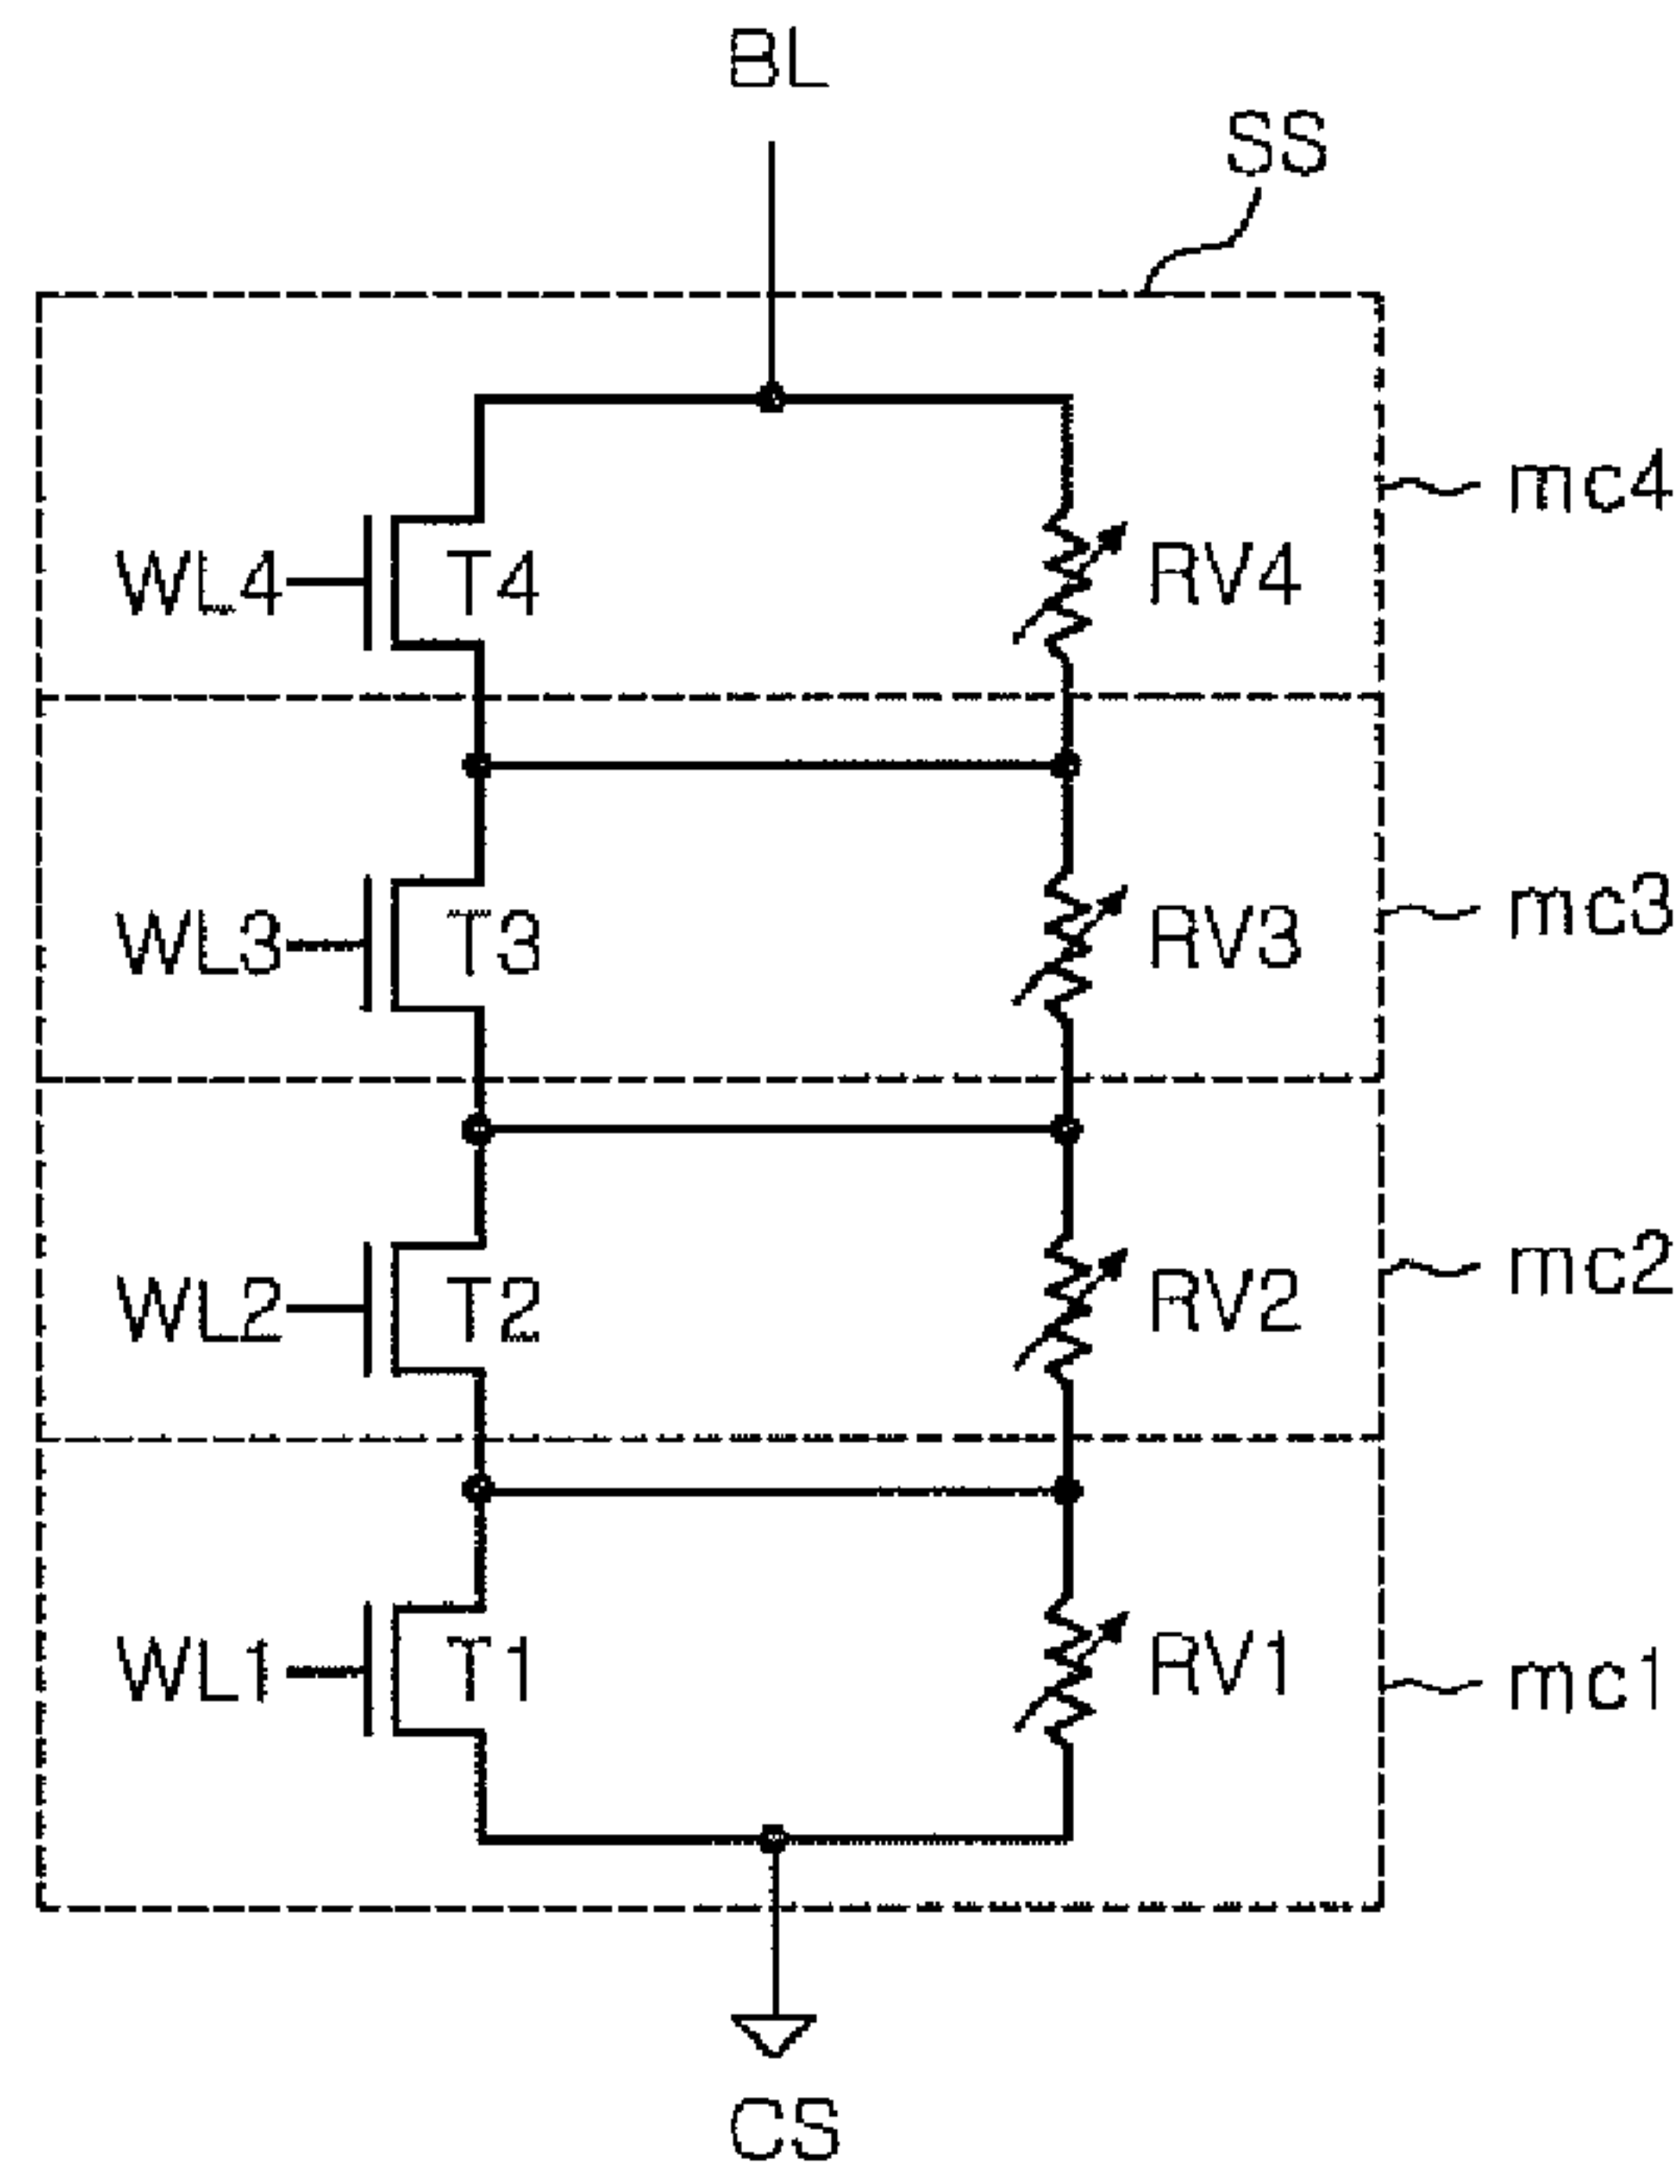 BL
SS
WL4 T4 RV4 mc4
WL3 T3 RV3 mc3
WL2 T2 RV2 mc2
WL1 T1 RV1 mc1
CS